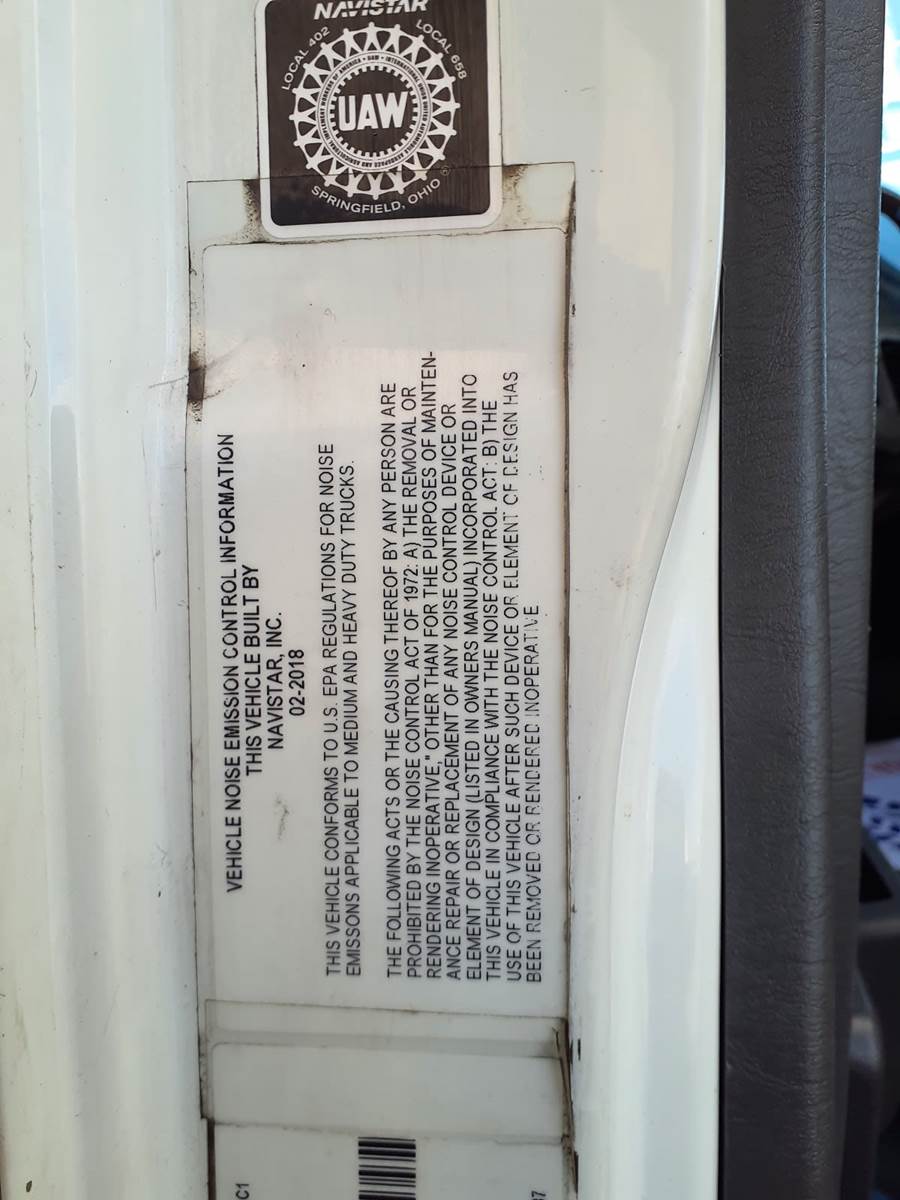 NAVISTAR
LOCAL 402
LOCAL 658
UAW
SPRINGFIELD, OHIO
VEHICLE NOISE EMISSION CONTROL INFORMATION
THIS VEHICLE BUILT BY
NAVISTAR, INC.
02-2018
THIS VEHICLE CONFORMS TO U.S. EPA REGULATIONS FOR NOISE
EMISSONS APPLICABLE TO MEDIUM AND HEAVY DUTY TRUCKS.
THE FOLLOWING ACTS OR THE CAUSING THEREOF BY ANY PERSON ARE
PROHIBITED BY THE NOISE CONTROL ACT OF 1972: A) THE REMOVAL OR
RENDERING INOPERATIVE," OTHER THAN FOR THE PURPOSES OF MAINTEN-
ANCE REPAIR OR REPLACEMENT OF ANY NOISE CONTROL DEVICE OR
ELEMENT OF DESIGN (LISTED IN OWNERS MANUAL) INCORPORATED INTO
THIS VEHICLE IN COMPLIANCE WITH THE NOISE CONTROL ACT: B) THE
USE OF THIS VEHICLE AFTER SUCH DEVICE OR ELEMENT OF DESIGN HAS
BEEN REMOVED OR RENDERED INOPERATIVE
C1